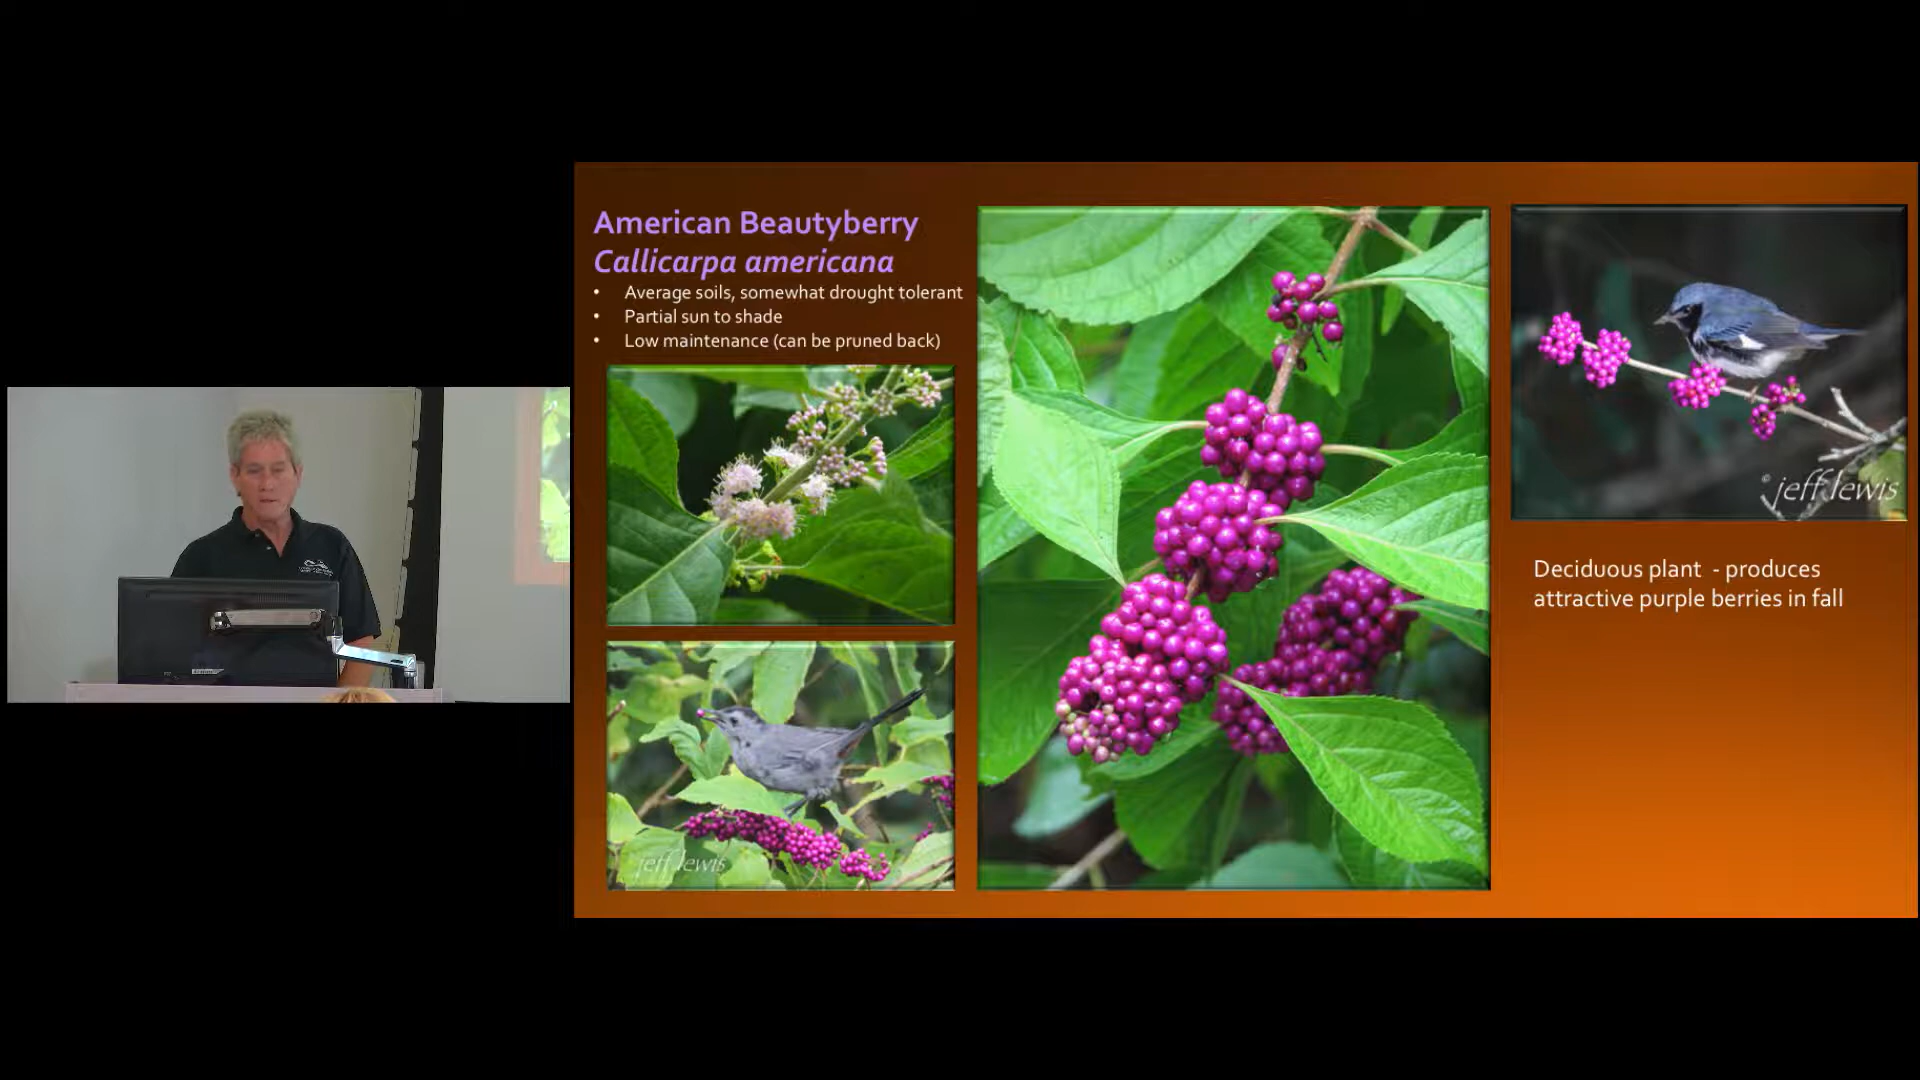 American Beautyberry
Callicarpa americana
• Average soils, somewhat drought tolerant
• Partial sun to shade
• Low maintenance (can be pruned back)
jeff lewis
© jeff lewis
Deciduous plant - produces
attractive purple berries in fall